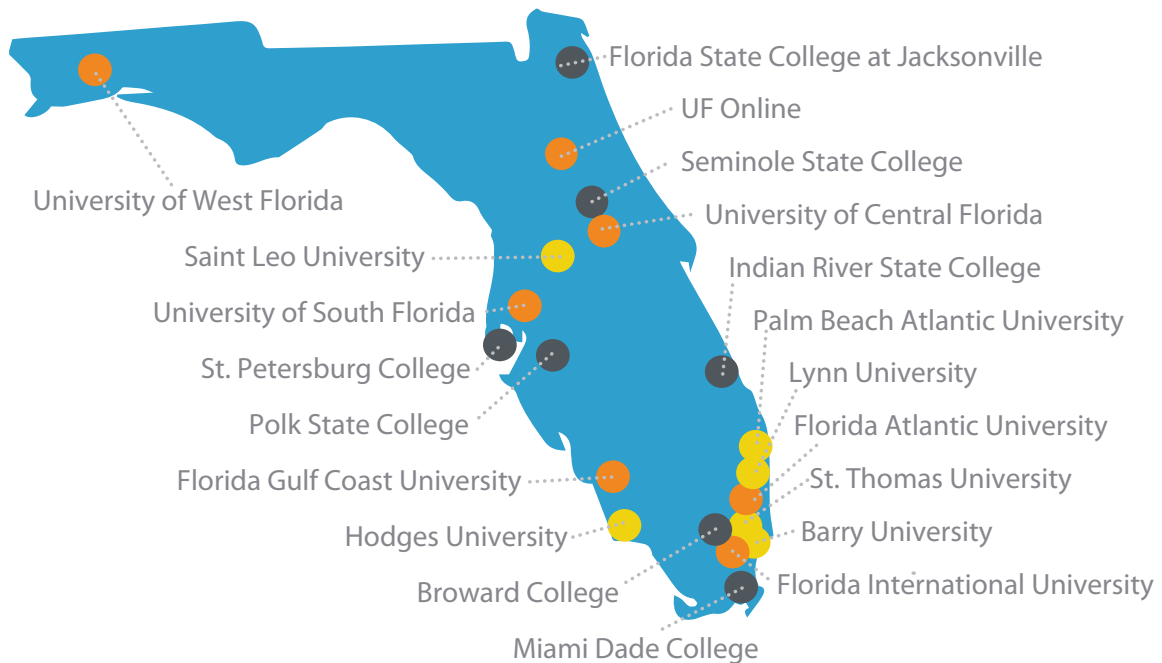 Florida State College at Jacksonville
UF Online
Seminole State College
University of West Florida
University of Central Florida
Saint Leo University
Indian River State College
University of South Florida
Palm Beach Atlantic University
St. Petersburg College
Lynn University
Polk State College
Florida Atlantic University
Florida Gulf Coast University
St. Thomas University
Hodges University
Barry University
Broward College
Florida International University
Miami Dade College